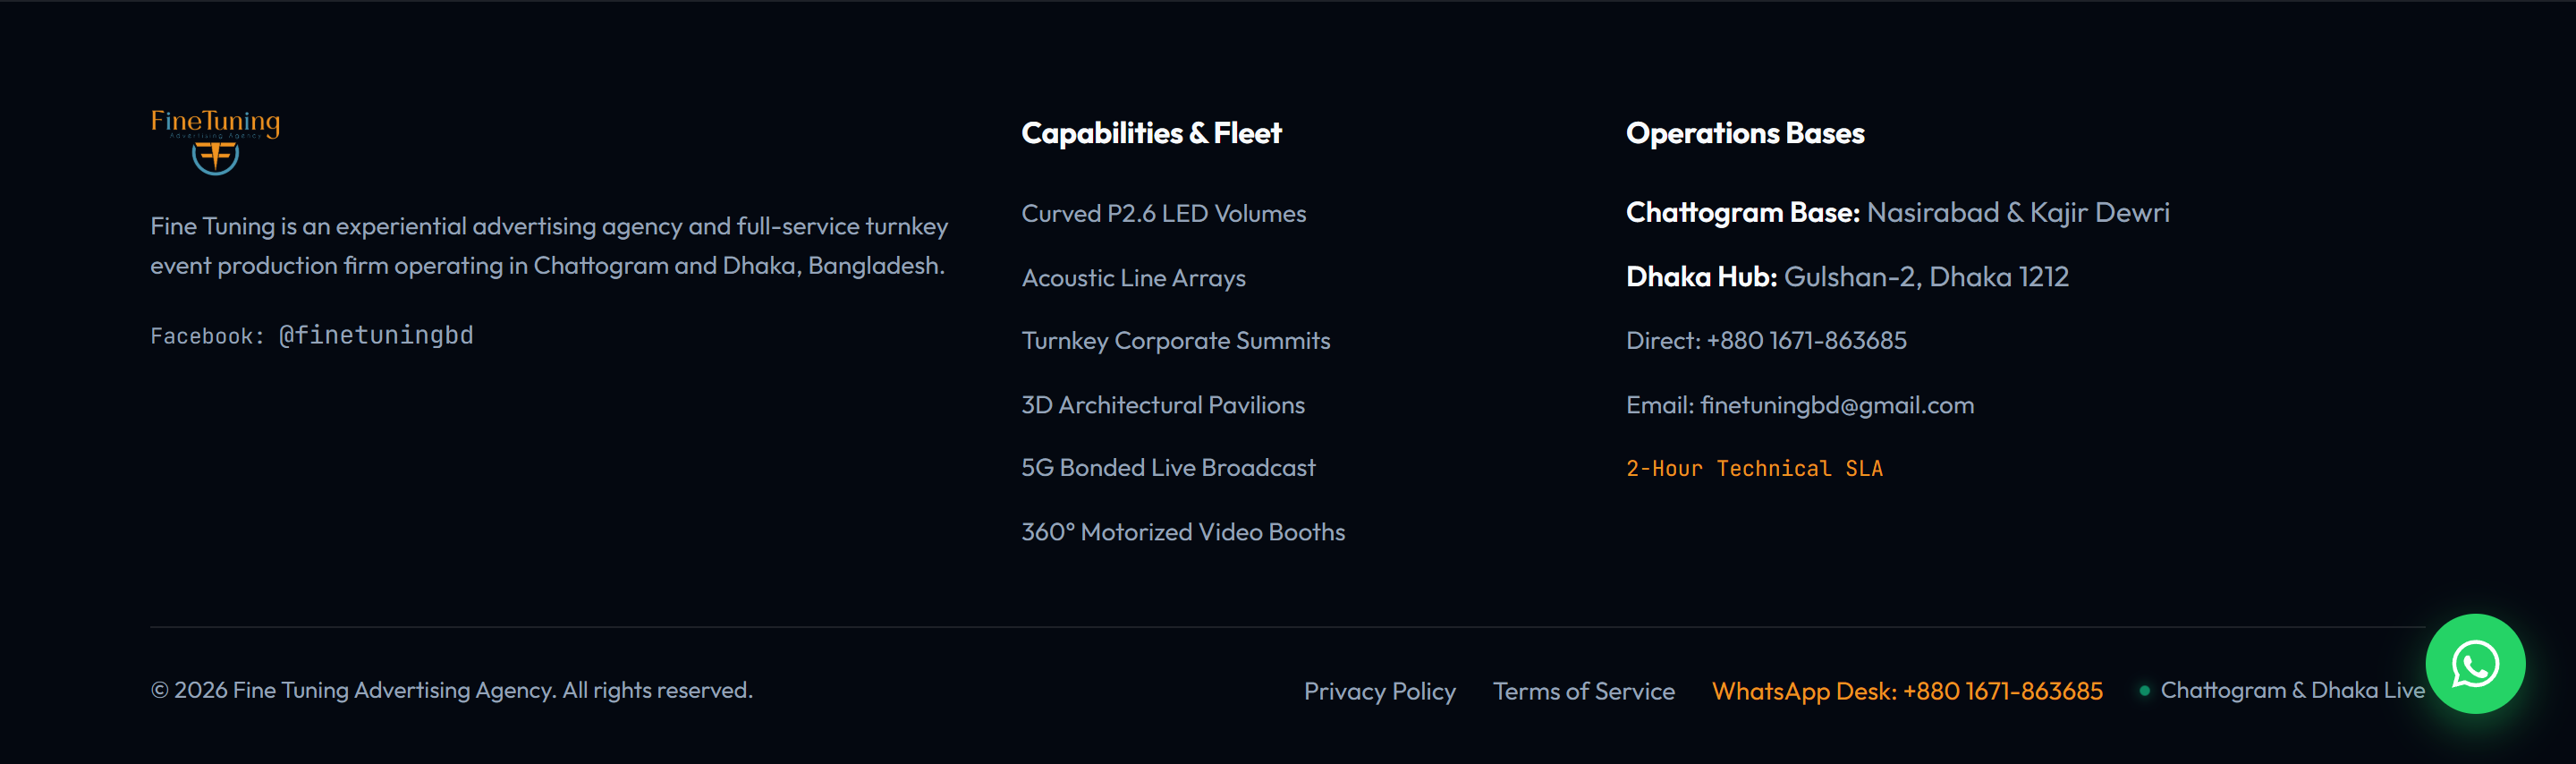 FineTuning
Advertising Agency
Fine Tuning is an experiential advertising agency and full-service turnkey
event production firm operating in Chattogram and Dhaka, Bangladesh.
Facebook: @finetuningbd
Capabilities & Fleet
Curved P2.6 LED Volumes
Acoustic Line Arrays
Turnkey Corporate Summits
3D Architectural Pavilions
5G Bonded Live Broadcast
360° Motorized Video Booths
Operations Bases
Chattogram Base: Nasirabad & Kajir Dewri
Dhaka Hub: Gulshan-2, Dhaka 1212
Direct: +880 1671-863685
Email: finetuningbd@gmail.com
2-Hour Technical SLA
© 2026 Fine Tuning Advertising Agency. All rights reserved.
Privacy Policy
Terms of Service
WhatsApp Desk: +880 1671-863685
Chattogram & Dhaka Live